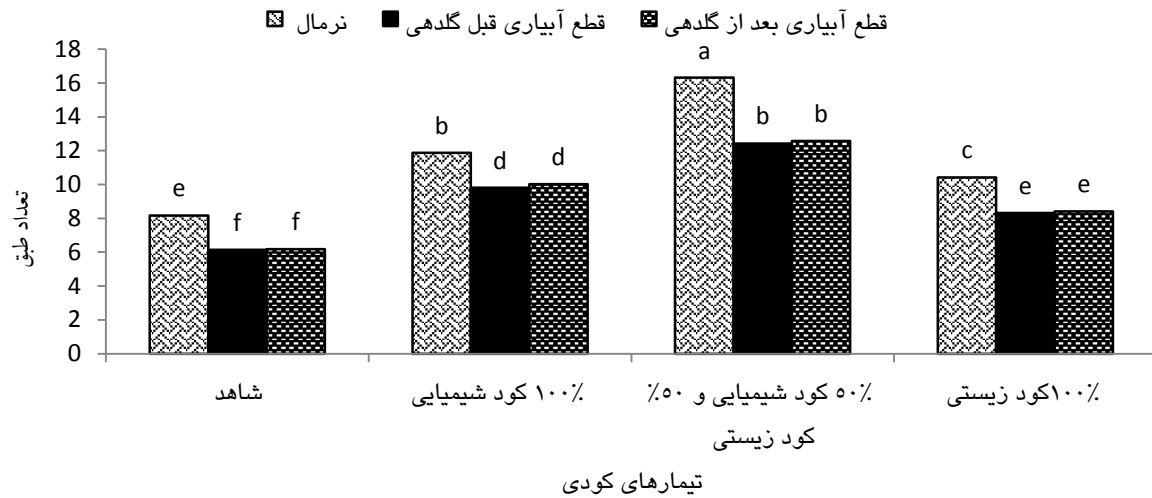 نرمال
قطع آبیاری قبل گلدهی
قطع آبیاری بعد از گلدهی
تعداد طبق
18
16
14
12
10
8
6
4
2
0
e
f
f
b
d
d
a
b
b
c
e
e
شاهد
۱۰۰٪ کود شیمیایی
۵۰٪ کود شیمیایی و ۵۰٪
کود زیستی
۱۰۰٪کود زیستی
تیمارهای کودی